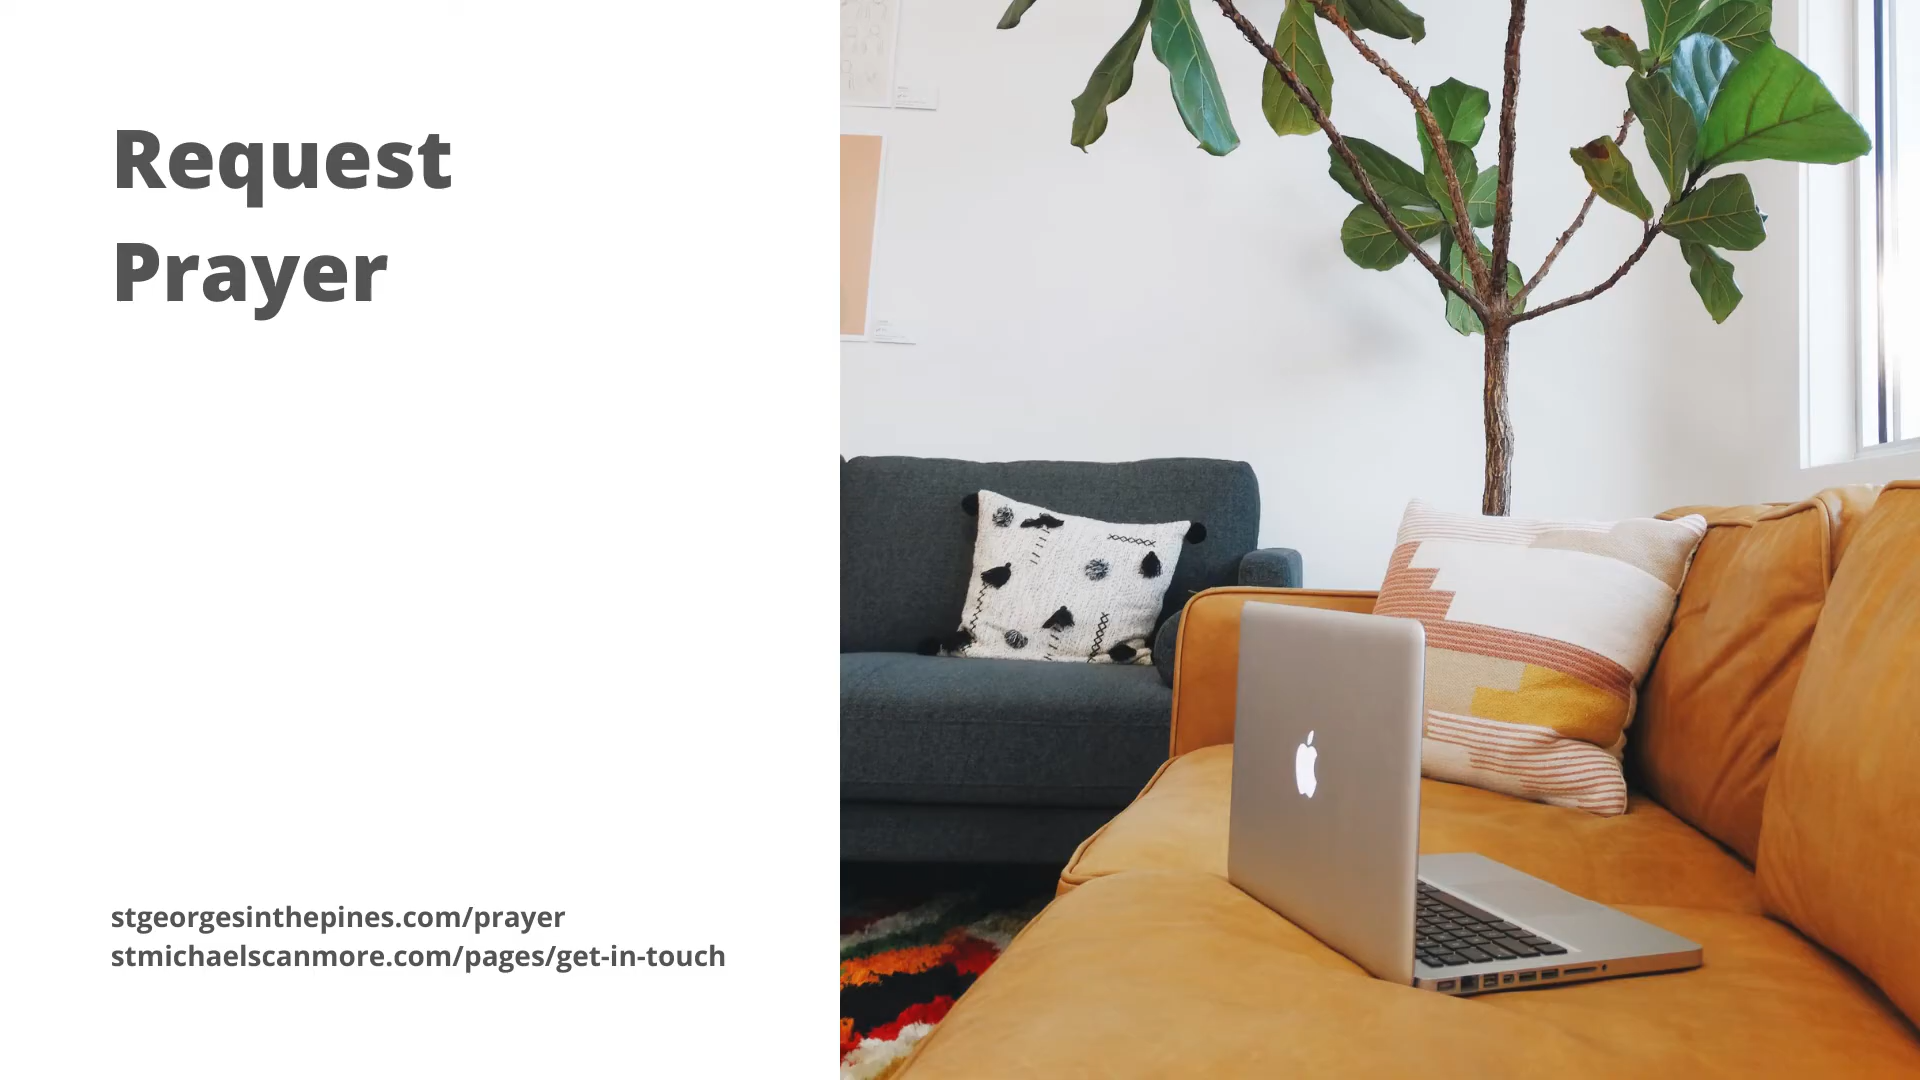 Request
Prayer
stgeorgesinthepines.com/prayer
stmichaelscanmore.com/pages/get-in-touch